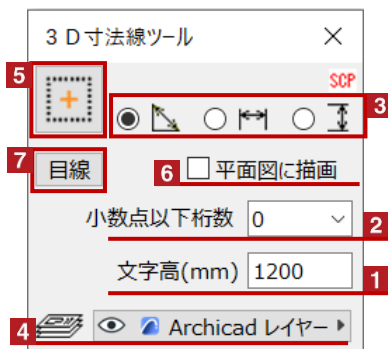 ３Ｄ寸法線ツール
5
SCP
3
7
目線
6
平面図に描画
小数点以下桁数 0
2
文字高(mm) 1200
1
4
Archicad レイヤー